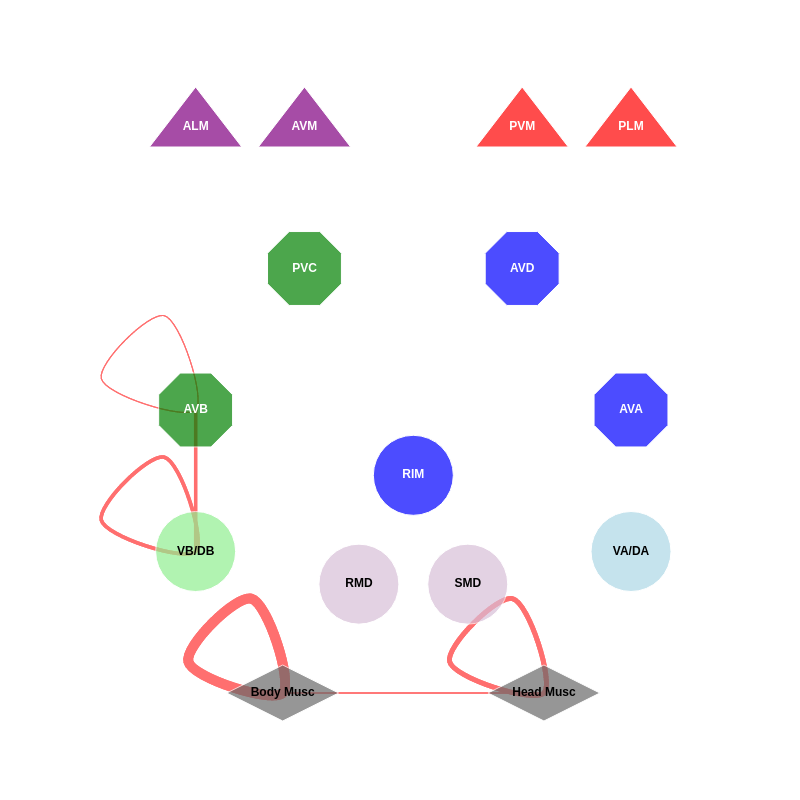 ALM
AVM
PVM
PLM
PVC
AVD
AVB
AVA
RIM
VB/DB
VA/DA
RMD
SMD
Body Musc
Head Musc